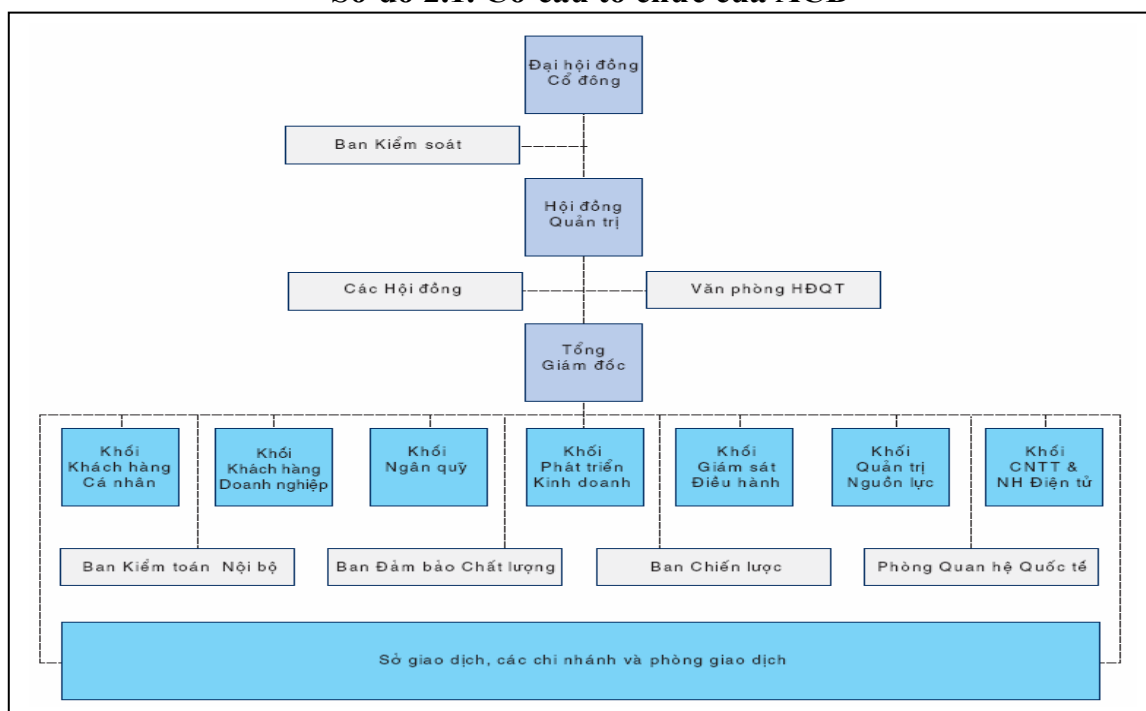 Sơ đồ 2.1: Cơ cấu tổ chức của ACB
Đại hội đồng
Cổ đông
Ban Kiểm soát
Hội đồng
Quản trị
Các Hội đồng
Văn phòng HĐQT
Tổng
Giám đốc
Khối
Khách hàng
Cá nhân
Khối
Khách hàng
Doanh nghiệp
Khối
Ngân quỹ
Khối
Phát triển
Kinh doanh
Khối
Giám sát
Điều hành
Khối
Quản trị
Nguồn lực
Khối
CNTT &
NH Điện tử
Ban Kiểm toán Nội bộ
Ban Đảm bảo Chất lượng
Ban Chiến lược
Phòng Quan hệ Quốc tế
Sở giao dịch, các chi nhánh và phòng giao dịch